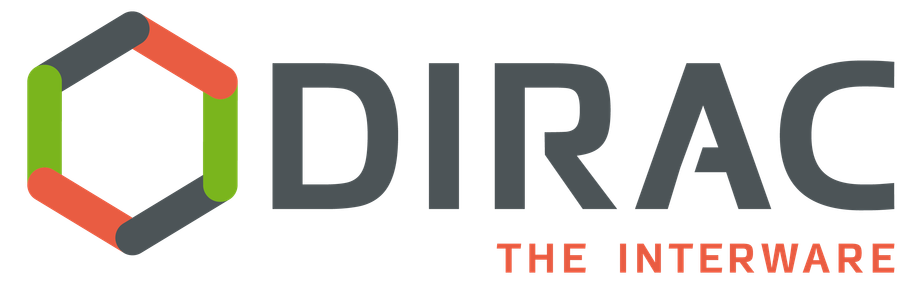 DIRAC
THE INTERWARE